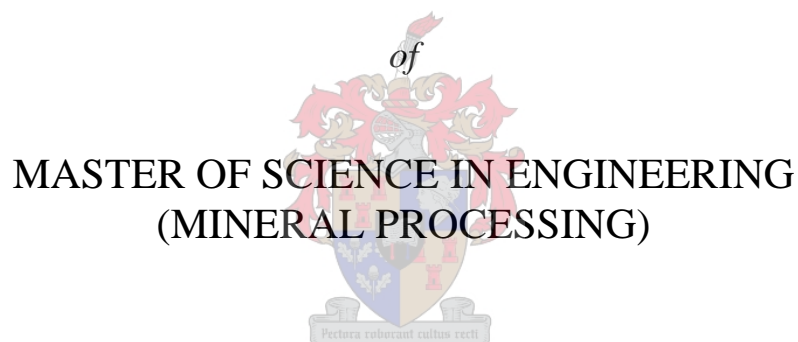 of
MASTER OF SCIENCE IN ENGINEERING
(MINERAL PROCESSING)
Pectora roborant cultus recti